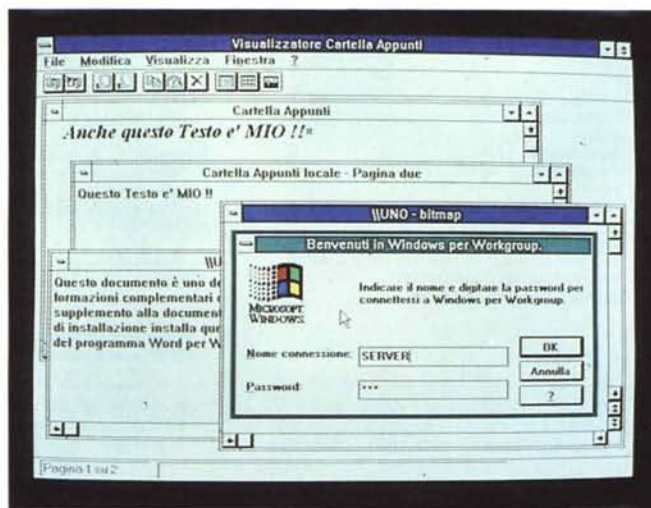 Visualizzatore Cartella Appunti
File Modifica Visualizza Finestra ?
Cartella Appunti
Anche questo Testo e' MIO !!¤
Cartella Appunti locale - Pagina due
Questo Testo e' MIO !!
\\UNO - bitmap
Benvenuti in Windows per Workgroup.
MICROSOFT
WINDOWS
Indicare il nome e digitare la password per
connettersi a Windows per Workgroup.
Nome connessione: SERVER
Password: ***
OK
Annulla
?
\\U
Questo documento è uno de
formazioni complementari
supplemento alla document
di installazione installa que
del programma Word per W
Pagina 1 su 2